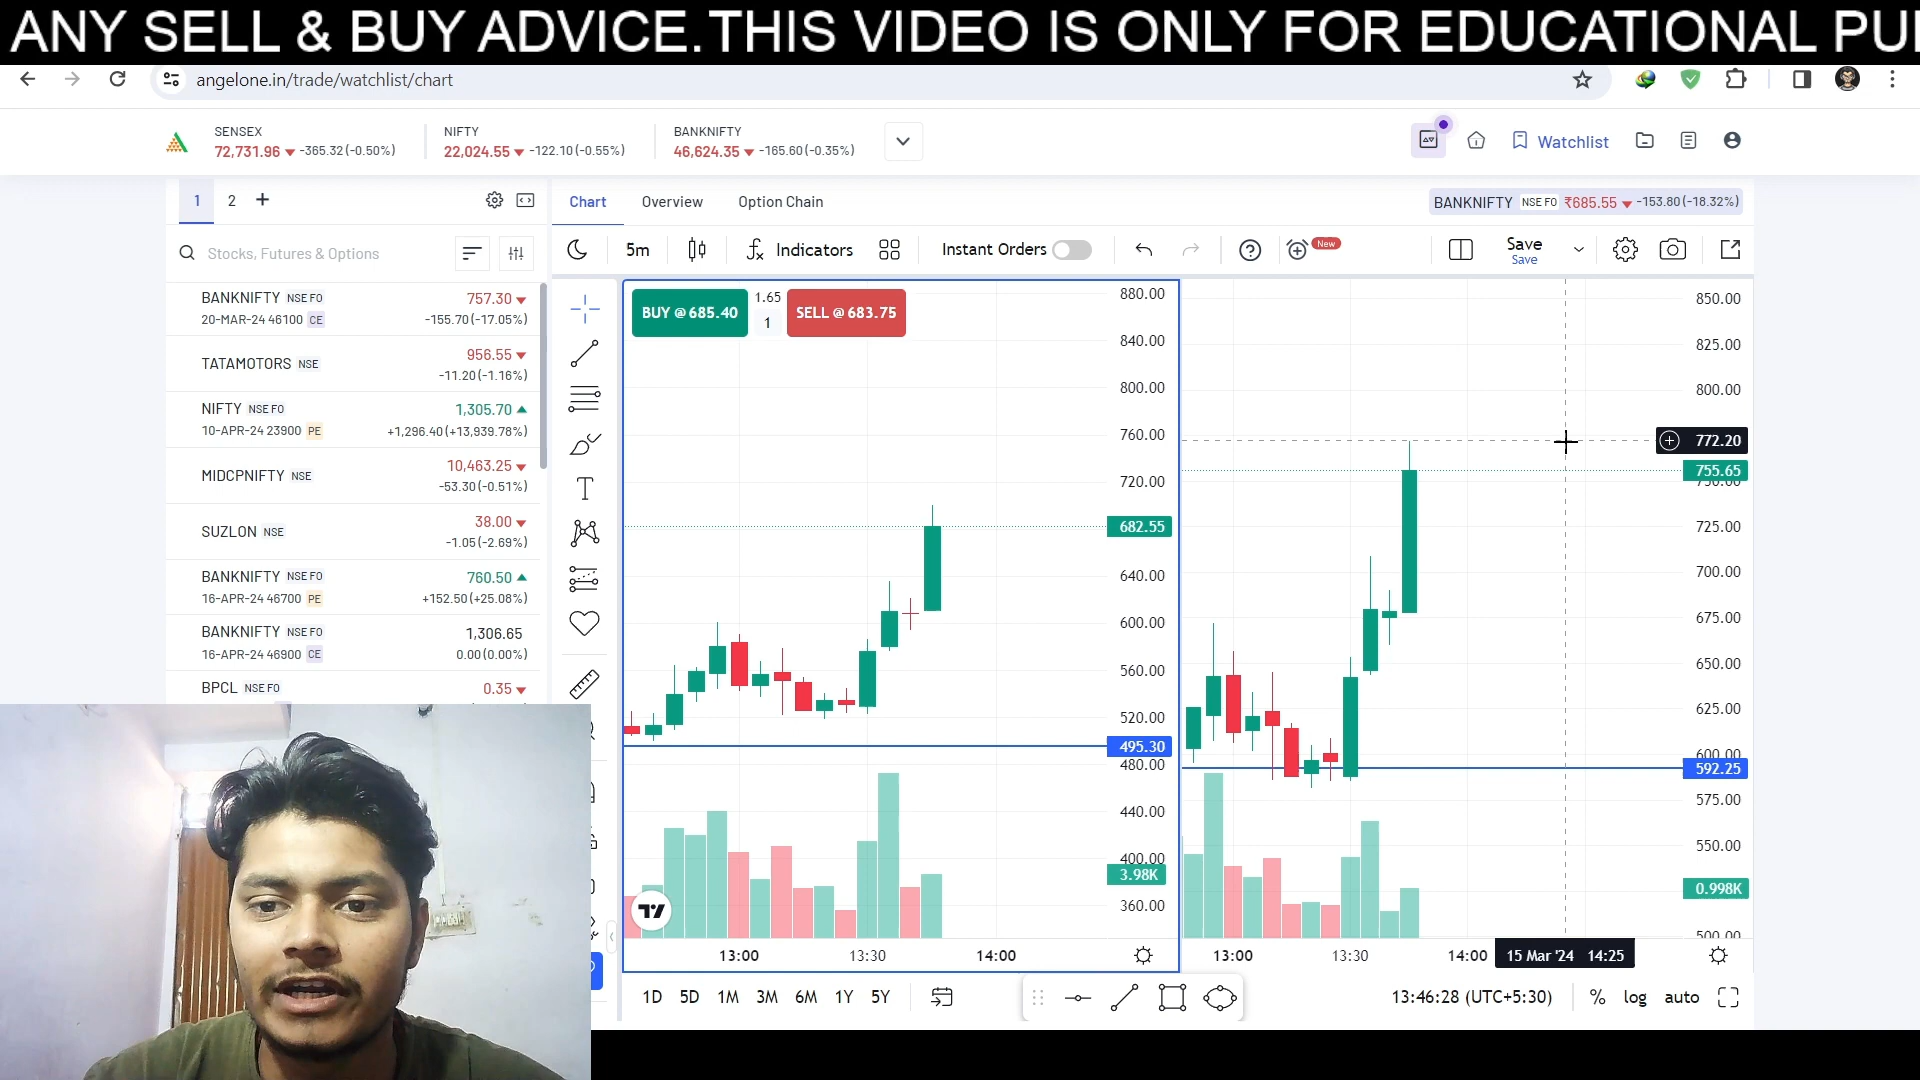 ANY SELL & BUY ADVICE.THIS VIDEO IS ONLY FOR EDUCATIONAL PU
angelone.in/trade/watchlist/chart
SENSEX
72,731.96 -365.32 (-0.50%)
NIFTY
22,024.55 -122.10 (-0.55%)
BANKNIFTY
46,624.35 -165.60 (-0.35%)
Watchlist
1 2 +
Stocks, Futures & Options
BANKNIFTY NSE FO 757.30
20-MAR-24 46100 CE -155.70 (-17.05%)
TATAMOTORS NSE 956.55
-11.20 (-1.16%)
NIFTY NSE FO 1,305.70
10-APR-24 23900 PE +1,296.40 (+13,939.78%)
MIDCPNIFTY NSE 10,463.25
-53.30 (-0.51%)
SUZLON NSE 38.00
-1.05 (-2.69%)
BANKNIFTY NSE FO 760.50
16-APR-24 46700 PE +152.50 (+25.08%)
BANKNIFTY NSE FO 1,306.65
16-APR-24 46900 CE 0.00 (0.00%)
BPCL NSE FO 0.35
Chart Overview Option Chain
BANKNIFTY NSE FO ₹685.55 -153.80 (-18.32%)
5m Indicators Instant Orders New Save
Save
BUY @ 685.40 1.65 SELL @ 683.75
1
880.00
840.00
800.00
760.00
720.00
682.55
640.00
600.00
560.00
520.00
495.30
480.00
440.00
400.00
3.98K
360.00
13:00 13:30 14:00
850.00
825.00
800.00
772.20
755.65
750.00
725.00
700.00
675.00
650.00
625.00
600.00
592.25
575.00
550.00
0.998K
500.00
13:00 13:30 14:00 15 Mar '24 14:25
1D 5D 1M 3M 6M 1Y 5Y
13:46:28 (UTC+5:30) % log auto